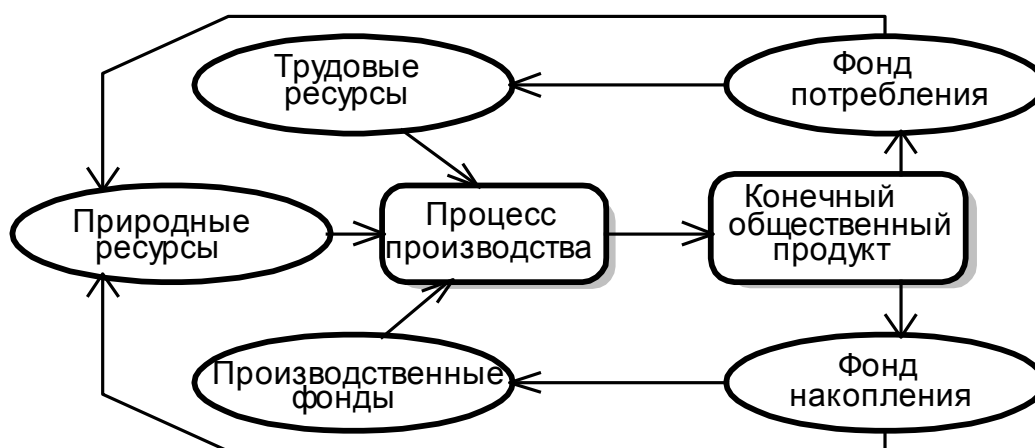 Трудовые
ресурсы
Фонд
потребления
Природные
ресурсы
Процесс
производства
Конечный
общественный
продукт
Производственные
фонды
Фонд
накопления